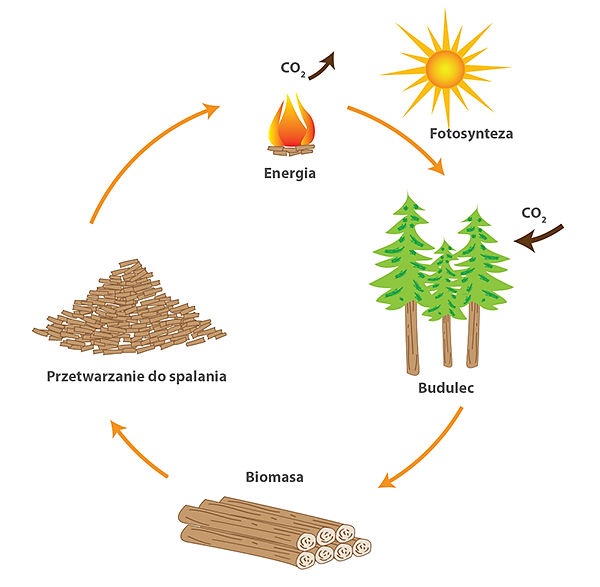 CO₂
Fotosynteza
Energia
CO₂
Budulec
Przetwarzanie do spalania
Biomasa